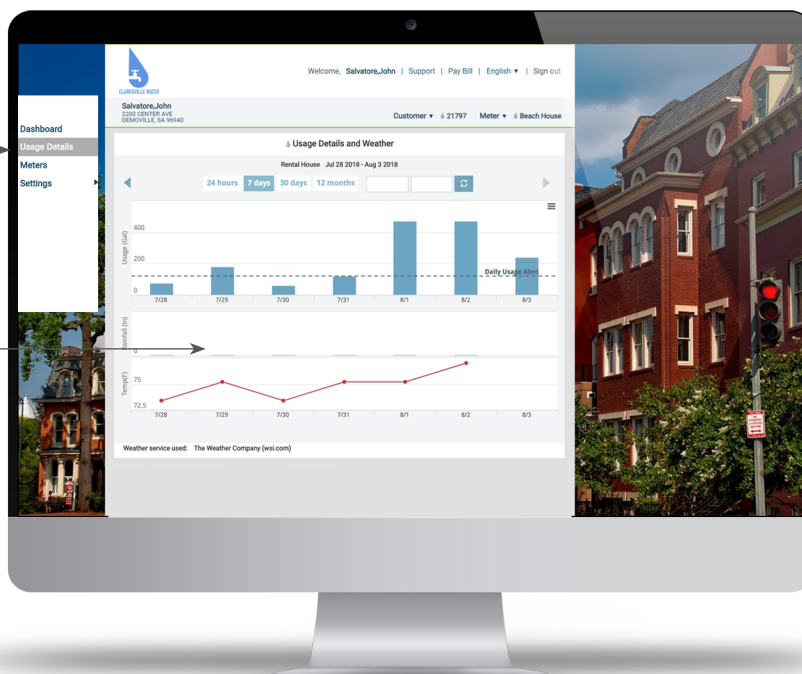 CLARKSVILLE WATER
Welcome, Salvatore,John | Support | Pay Bill | English ▾ | Sign out
Salvatore,John
2200 CENTER AVE
DEMOVILLE, SA 96940
Customer ▾ 21797 Meter ▾ Beach House
Dashboard
Usage Details
Meters
Settings
Usage Details and Weather
Rental House Jul 28 2018 - Aug 3 2018
24 hours 7 days 30 days 12 months
Usage (Gal)
400
200
0
Daily Usage Alert
7/28 7/29 7/30 7/31 8/1 8/2 8/3
Rainfall (in)
0
Temp(F)
75
72.5
7/28 7/29 7/30 7/31 8/1 8/2 8/3
Weather service used: The Weather Company (wsi.com)